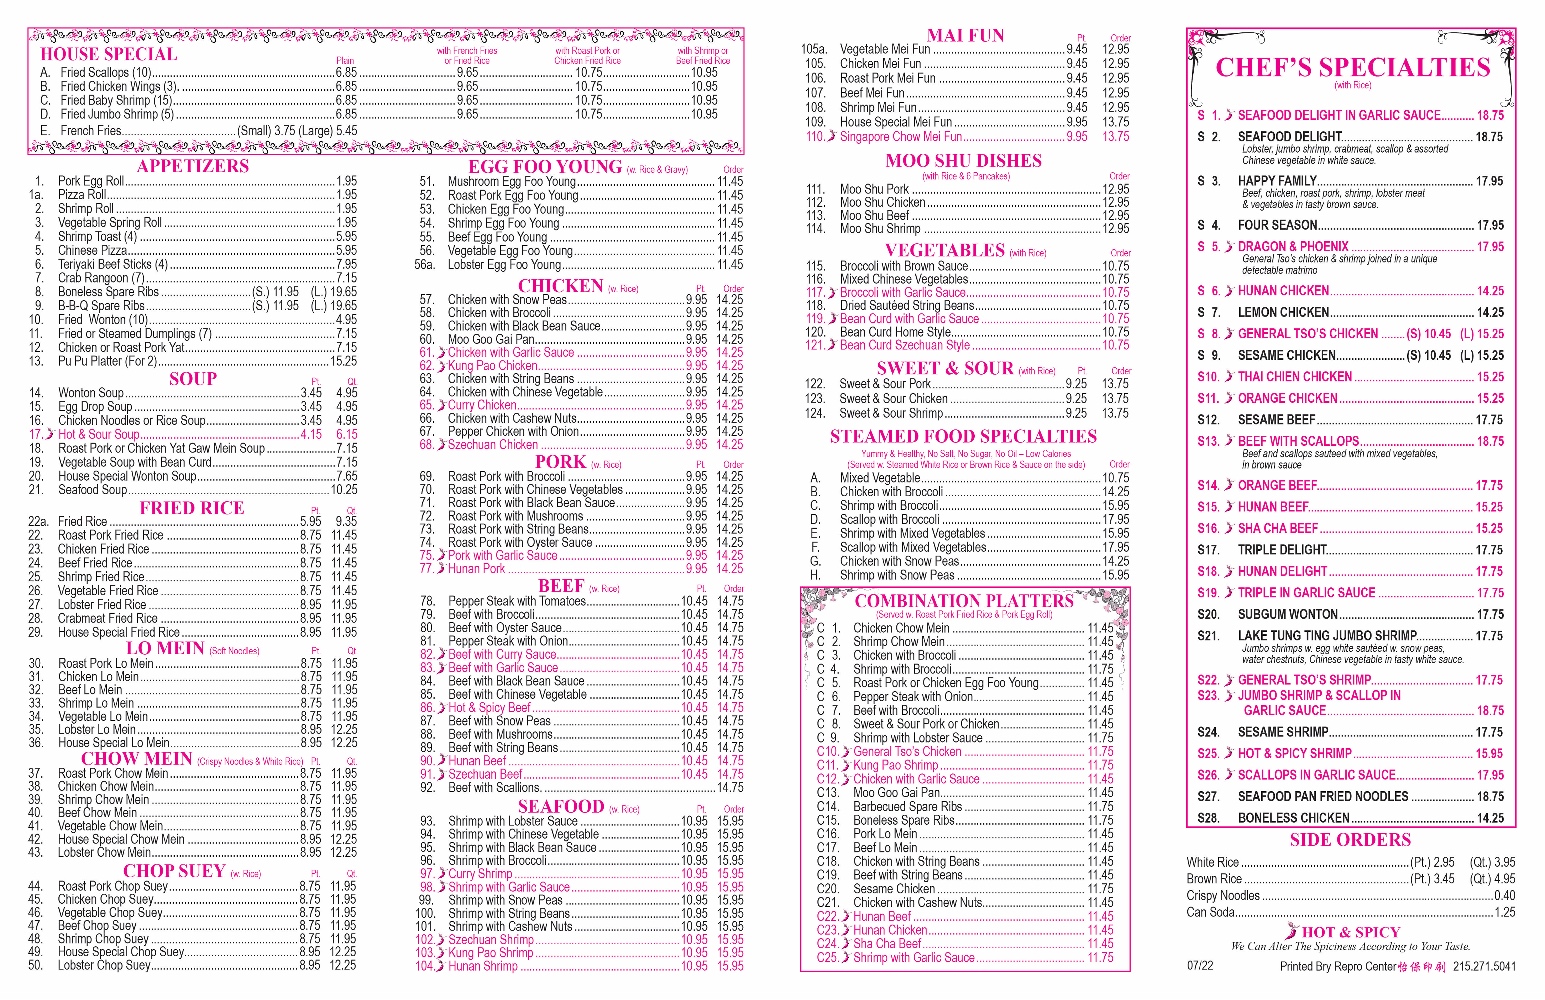 HOUSE SPECIAL
Plain
with French Fries
or Fried Rice
with Roast Pork or
Chicken Fried Rice
with Shrimp or
Beef Fried Rice
A. Fried Scallops (10) 6.85 9.65 10.75 10.95
B. Fried Chicken Wings (3). 6.85 9.65 10.75 10.95
C. Fried Baby Shrimp (15) 6.85 9.65 10.75 10.95
D. Fried Jumbo Shrimp (5) 6.85 9.65 10.75 10.95
E. French Fries (Small) 3.75 (Large) 5.45
APPETIZERS
1. Pork Egg Roll 1.95
1a. Pizza Roll 1.95
2. Shrimp Roll 1.95
3. Vegetable Spring Roll 1.95
4. Shrimp Toast (4) 5.95
5. Chinese Pizza 5.95
6. Teriyaki Beef Sticks (4) 7.95
7. Crab Rangoon (7) 7.15
8. Boneless Spare Ribs (S.) 11.95 (L.) 19.65
9. B-B-Q Spare Ribs (S.) 11.95 (L.) 19.65
10. Fried Wonton (10) 4.95
11. Fried or Steamed Dumplings (7) 7.15
12. Chicken or Roast Pork Yat 7.15
13. Pu Pu Platter (For 2) 15.25
SOUP Pt. Qt.
14. Wonton Soup 3.45 4.95
15. Egg Drop Soup 3.45 4.95
16. Chicken Noodles or Rice Soup 3.45 4.95
17. Hot & Sour Soup 4.15 6.15
18. Roast Pork or Chicken Yat Gaw Mein Soup 7.15
19. Vegetable Soup with Bean Curd 7.15
20. House Special Wonton Soup 7.65
21. Seafood Soup 10.25
FRIED RICE Pt. Qt.
22a. Fried Rice 5.95 9.35
22. Roast Pork Fried Rice 8.75 11.45
23. Chicken Fried Rice 8.75 11.45
24. Beef Fried Rice 8.75 11.45
25. Shrimp Fried Rice 8.75 11.45
26. Vegetable Fried Rice 8.75 11.45
27. Lobster Fried Rice 8.95 11.95
28. Crabmeat Fried Rice 8.95 11.95
29. House Special Fried Rice 8.95 11.95
LO MEIN (Soft Noodles) Pt. Qt.
30. Roast Pork Lo Mein 8.75 11.95
31. Chicken Lo Mein 8.75 11.95
32. Beef Lo Mein 8.75 11.95
33. Shrimp Lo Mein 8.75 11.95
34. Vegetable Lo Mein 8.75 11.95
35. Lobster Lo Mein 8.95 12.25
36. House Special Lo Mein 8.95 12.25
CHOW MEIN (Crispy Noodles & White Rice) Pt. Qt.
37. Roast Pork Chow Mein 8.75 11.95
38. Chicken Chow Mein 8.75 11.95
39. Shrimp Chow Mein 8.75 11.95
40. Beef Chow Mein 8.75 11.95
41. Vegetable Chow Mein 8.75 11.95
42. House Special Chow Mein 8.95 12.25
43. Lobster Chow Mein 8.95 12.25
CHOP SUEY (w. Rice) Pt. Qt.
44. Roast Pork Chop Suey 8.75 11.95
45. Chicken Chop Suey 8.75 11.95
46. Vegetable Chop Suey 8.75 11.95
47. Beef Chop Suey 8.75 11.95
48. Shrimp Chop Suey 8.75 11.95
49. House Special Chop Suey 8.95 12.25
50. Lobster Chop Suey 8.95 12.25
EGG FOO YOUNG (w. Rice & Gravy) Order
51. Mushroom Egg Foo Young 11.45
52. Roast Pork Egg Foo Young 11.45
53. Chicken Egg Foo Young 11.45
54. Shrimp Egg Foo Young 11.45
55. Beef Egg Foo Young 11.45
56. Vegetable Egg Foo Young 11.45
56a. Lobster Egg Foo Young 11.45
CHICKEN (w. Rice) Pt. Order
57. Chicken with Snow Peas 9.95 14.25
58. Chicken with Broccoli 9.95 14.25
59. Chicken with Black Bean Sauce 9.95 14.25
60. Moo Goo Gai Pan 9.95 14.25
61. Chicken with Garlic Sauce 9.95 14.25
62. Kung Pao Chicken 9.95 14.25
63. Chicken with String Beans 9.95 14.25
64. Chicken with Chinese Vegetable 9.95 14.25
65. Curry Chicken 9.95 14.25
66. Chicken with Cashew Nuts 9.95 14.25
67. Pepper Chicken with Onion 9.95 14.25
68. Szechuan Chicken 9.95 14.25
PORK (w. Rice) Pt. Order
69. Roast Pork with Broccoli 9.95 14.25
70. Roast Pork with Chinese Vegetables 9.95 14.25
71. Roast Pork with Black Bean Sauce 9.95 14.25
72. Roast Pork with Mushrooms 9.95 14.25
73. Roast Pork with String Beans 9.95 14.25
74. Roast Pork with Oyster Sauce 9.95 14.25
75. Pork with Garlic Sauce 9.95 14.25
77. Hunan Pork 9.95 14.25
BEEF (w. Rice) Pt. Order
78. Pepper Steak with Tomatoes 10.45 14.75
79. Beef with Broccoli 10.45 14.75
80. Beef with Oyster Sauce 10.45 14.75
81. Pepper Steak with Onion 10.45 14.75
82. Beef with Curry Sauce 10.45 14.75
83. Beef with Garlic Sauce 10.45 14.75
84. Beef with Black Bean Sauce 10.45 14.75
85. Beef with Chinese Vegetable 10.45 14.75
86. Hot & Spicy Beef 10.45 14.75
87. Beef with Snow Peas 10.45 14.75
88. Beef with Mushrooms 10.45 14.75
89. Beef with String Beans 10.45 14.75
90. Hunan Beef 10.45 14.75
91. Szechuan Beef 10.45 14.75
92. Beef with Scallions. 14.75
SEAFOOD (w. Rice) Pt. Order
93. Shrimp with Lobster Sauce 10.95 15.95
94. Shrimp with Chinese Vegetable 10.95 15.95
95. Shrimp with Black Bean Sauce 10.95 15.95
96. Shrimp with Broccoli 10.95 15.95
97. Curry Shrimp 10.95 15.95
98. Shrimp with Garlic Sauce 10.95 15.95
99. Shrimp with Snow Peas 10.95 15.95
100. Shrimp with String Beans 10.95 15.95
101. Shrimp with Cashew Nuts 10.95 15.95
102. Szechuan Shrimp 10.95 15.95
103. Kung Pao Shrimp 10.95 15.95
104. Hunan Shrimp 10.95 15.95
MAI FUN Pt. Order
105a. Vegetable Mei Fun 9.45 12.95
105. Chicken Mei Fun 9.45 12.95
106. Roast Pork Mei Fun 9.45 12.95
107. Beef Mei Fun 9.45 12.95
108. Shrimp Mei Fun 9.45 12.95
109. House Special Mei Fun 9.95 13.75
110. Singapore Chow Mei Fun 9.95 13.75
MOO SHU DISHES
(with Rice & 6 Pancakes) Order
111. Moo Shu Pork 12.95
112. Moo Shu Chicken 12.95
113. Moo Shu Beef 12.95
114. Moo Shu Shrimp 12.95
VEGETABLES (with Rice) Order
115. Broccoli with Brown Sauce 10.75
116. Mixed Chinese Vegetables 10.75
117. Broccoli with Garlic Sauce 10.75
118. Dried Sautéed String Beans 10.75
119. Bean Curd with Garlic Sauce 10.75
120. Bean Curd Home Style 10.75
121. Bean Curd Szechuan Style 10.75
SWEET & SOUR (with Rice) Pt. Order
122. Sweet & Sour Pork 9.25 13.75
123. Sweet & Sour Chicken 9.25 13.75
124. Sweet & Sour Shrimp 9.25 13.75
STEAMED FOOD SPECIALTIES
Yummy & Healthy, No Salt, No Sugar, No Oil – Low Calories
(Served w. Steamed White Rice or Brown Rice & Sauce on the side) Order
A. Mixed Vegetable 10.75
B. Chicken with Broccoli 14.25
C. Shrimp with Broccoli 15.95
D. Scallop with Broccoli 17.95
E. Shrimp with Mixed Vegetables 15.95
F. Scallop with Mixed Vegetables 17.95
G. Chicken with Snow Peas 14.25
H. Shrimp with Snow Peas 15.95
COMBINATION PLATTERS
(Served w. Roast Pork Fried Rice & Pork Egg Roll)
C 1. Chicken Chow Mein 11.45
C 2. Shrimp Chow Mein 11.45
C 3. Chicken with Broccoli 11.45
C 4. Shrimp with Broccoli 11.75
C 5. Roast Pork or Chicken Egg Foo Young 11.45
C 6. Pepper Steak with Onion 11.45
C 7. Beef with Broccoli 11.45
C 8. Sweet & Sour Pork or Chicken 11.45
C 9. Shrimp with Lobster Sauce 11.75
C10. General Tso's Chicken 11.75
C11. Kung Pao Shrimp 11.75
C12. Chicken with Garlic Sauce 11.45
C13. Moo Goo Gai Pan 11.45
C14. Barbecued Spare Ribs 11.75
C15. Boneless Spare Ribs 11.75
C16. Pork Lo Mein 11.45
C17. Beef Lo Mein 11.45
C18. Chicken with String Beans 11.45
C19. Beef with String Beans 11.45
C20. Sesame Chicken 11.75
C21. Chicken with Cashew Nuts 11.45
C22. Hunan Beef 11.45
C23. Hunan Chicken 11.45
C24. Sha Cha Beef 11.45
C25. Shrimp with Garlic Sauce 11.75
CHEF'S SPECIALTIES
(with Rice)
S 1. SEAFOOD DELIGHT IN GARLIC SAUCE 18.75
S 2. SEAFOOD DELIGHT 18.75
Lobster, jumbo shrimp, crabmeat, scallop & assorted
Chinese vegetable in white sauce.
S 3. HAPPY FAMILY 17.95
Beef, chicken, roast pork, shrimp, lobster meat
& vegetables in tasty brown sauce.
S 4. FOUR SEASON 17.95
S 5. DRAGON & PHOENIX 17.95
General Tso's chicken & shrimp joined in a unique
detectable matrimo
S 6. HUNAN CHICKEN 14.25
S 7. LEMON CHICKEN 14.25
S 8. GENERAL TSO'S CHICKEN (S) 10.45 (L) 15.25
S 9. SESAME CHICKEN (S) 10.45 (L) 15.25
S10. THAI CHIEN CHICKEN 15.25
S11. ORANGE CHICKEN 15.25
S12. SESAME BEEF 17.75
S13. BEEF WITH SCALLOPS 18.75
Beef and scallops sauteed with mixed vegetables,
in brown sauce
S14. ORANGE BEEF 17.75
S15. HUNAN BEEF 15.25
S16. SHA CHA BEEF 15.25
S17. TRIPLE DELIGHT 17.75
S18. HUNAN DELIGHT 17.75
S19. TRIPLE IN GARLIC SAUCE 17.75
S20. SUBGUM WONTON 17.75
S21. LAKE TUNG TING JUMBO SHRIMP 17.75
Jumbo shrimps w. egg white sautéed w. snow peas,
water chestnuts, Chinese vegetable in tasty white sauce.
S22. GENERAL TSO'S SHRIMP 17.75
S23. JUMBO SHRIMP & SCALLOP IN
GARLIC SAUCE 18.75
S24. SESAME SHRIMP 17.75
S25. HOT & SPICY SHRIMP 15.95
S26. SCALLOPS IN GARLIC SAUCE 17.95
S27. SEAFOOD PAN FRIED NOODLES 18.75
S28. BONELESS CHICKEN 14.25
SIDE ORDERS
White Rice (Pt.) 2.95 (Qt.) 3.95
Brown Rice (Pt.) 3.45 (Qt.) 4.95
Crispy Noodles 0.40
Can Soda 1.25
HOT & SPICY
We Can Alter The Spiciness According to Your Taste.
07/22 Printed Bry Repro Center 怡保印刷 215.271.5041